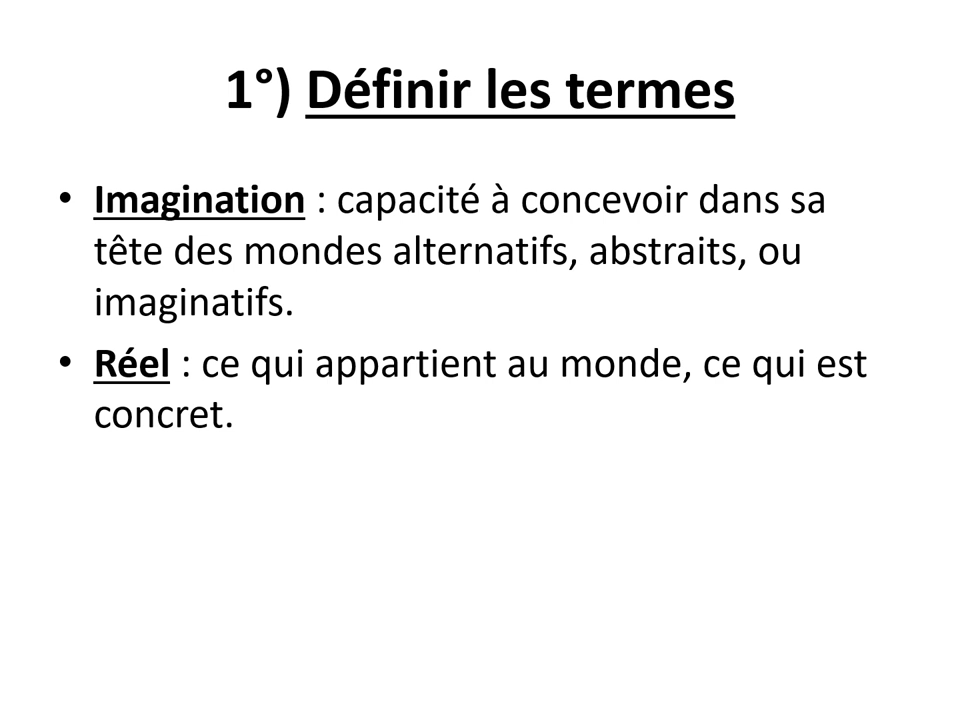 1°) Définir les termes
• Imagination : capacité à concevoir dans sa
tête des mondes alternatifs, abstraits, ou
imaginatifs.
• Réel : ce qui appartient au monde, ce qui est
concret.